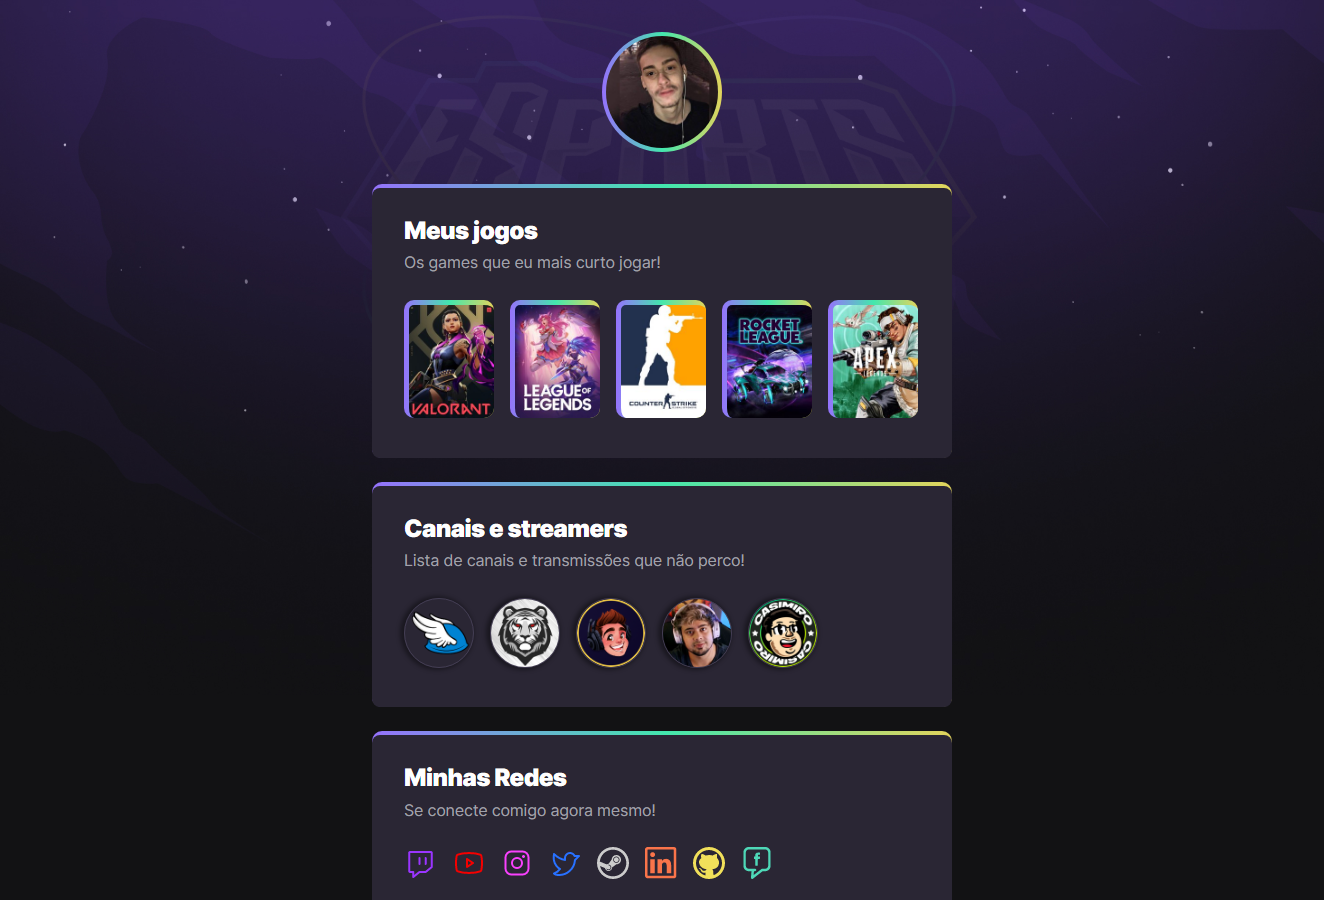 ESPORTS
Meus jogos
Os games que eu mais curto jogar!
VALORANT
LEAGUE OF
LEGENDS
COUNTER STRIKE
ROCKET
LEAGUE
APEX
LEGENDS
Canais e streamers
Lista de canais e transmissões que não perco!
CASIMIRO
CASIMIRO
Minhas Redes
Se conecte comigo agora mesmo!
in
f